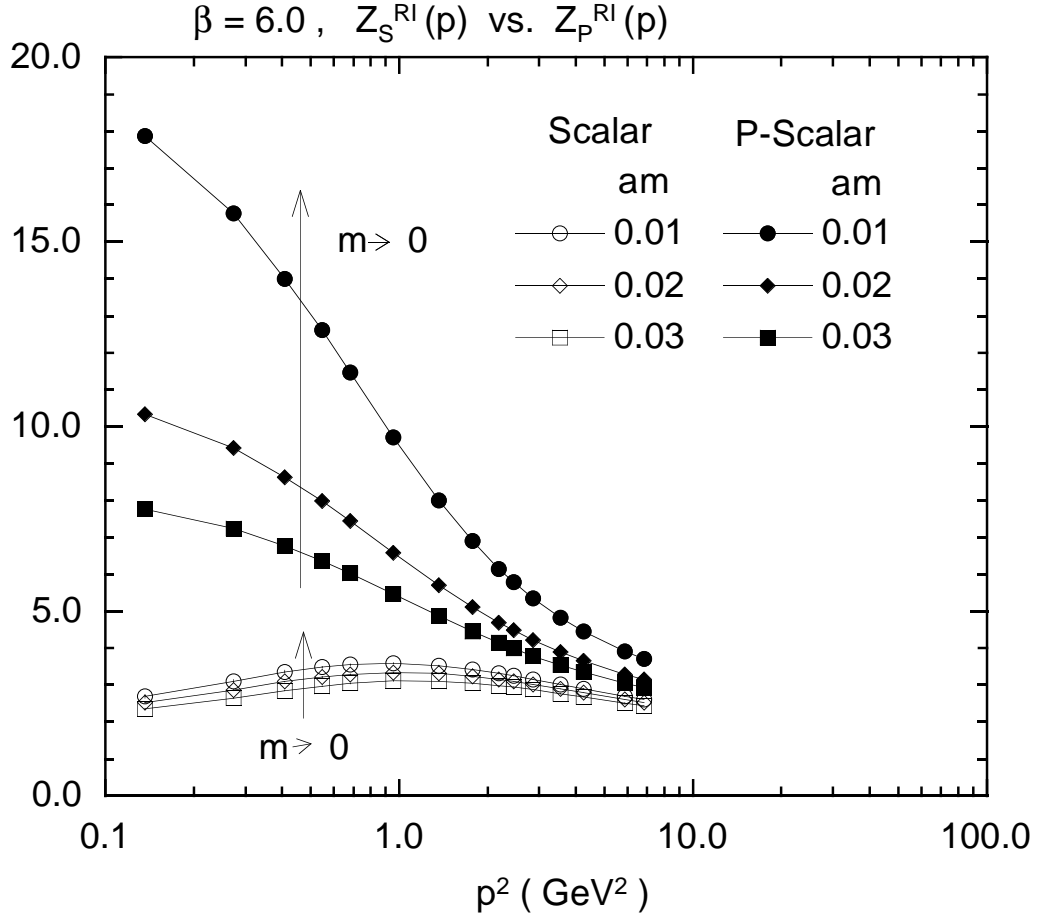 β = 6.0 , Z_S^RI (p) vs. Z_P^RI (p)
20.0
15.0
10.0
5.0
0.0
Scalar P-Scalar
am am
0.01 0.01
0.02 0.02
0.03 0.03
m→ 0
m→ 0
0.1 1.0 10.0 100.0
p² ( GeV² )